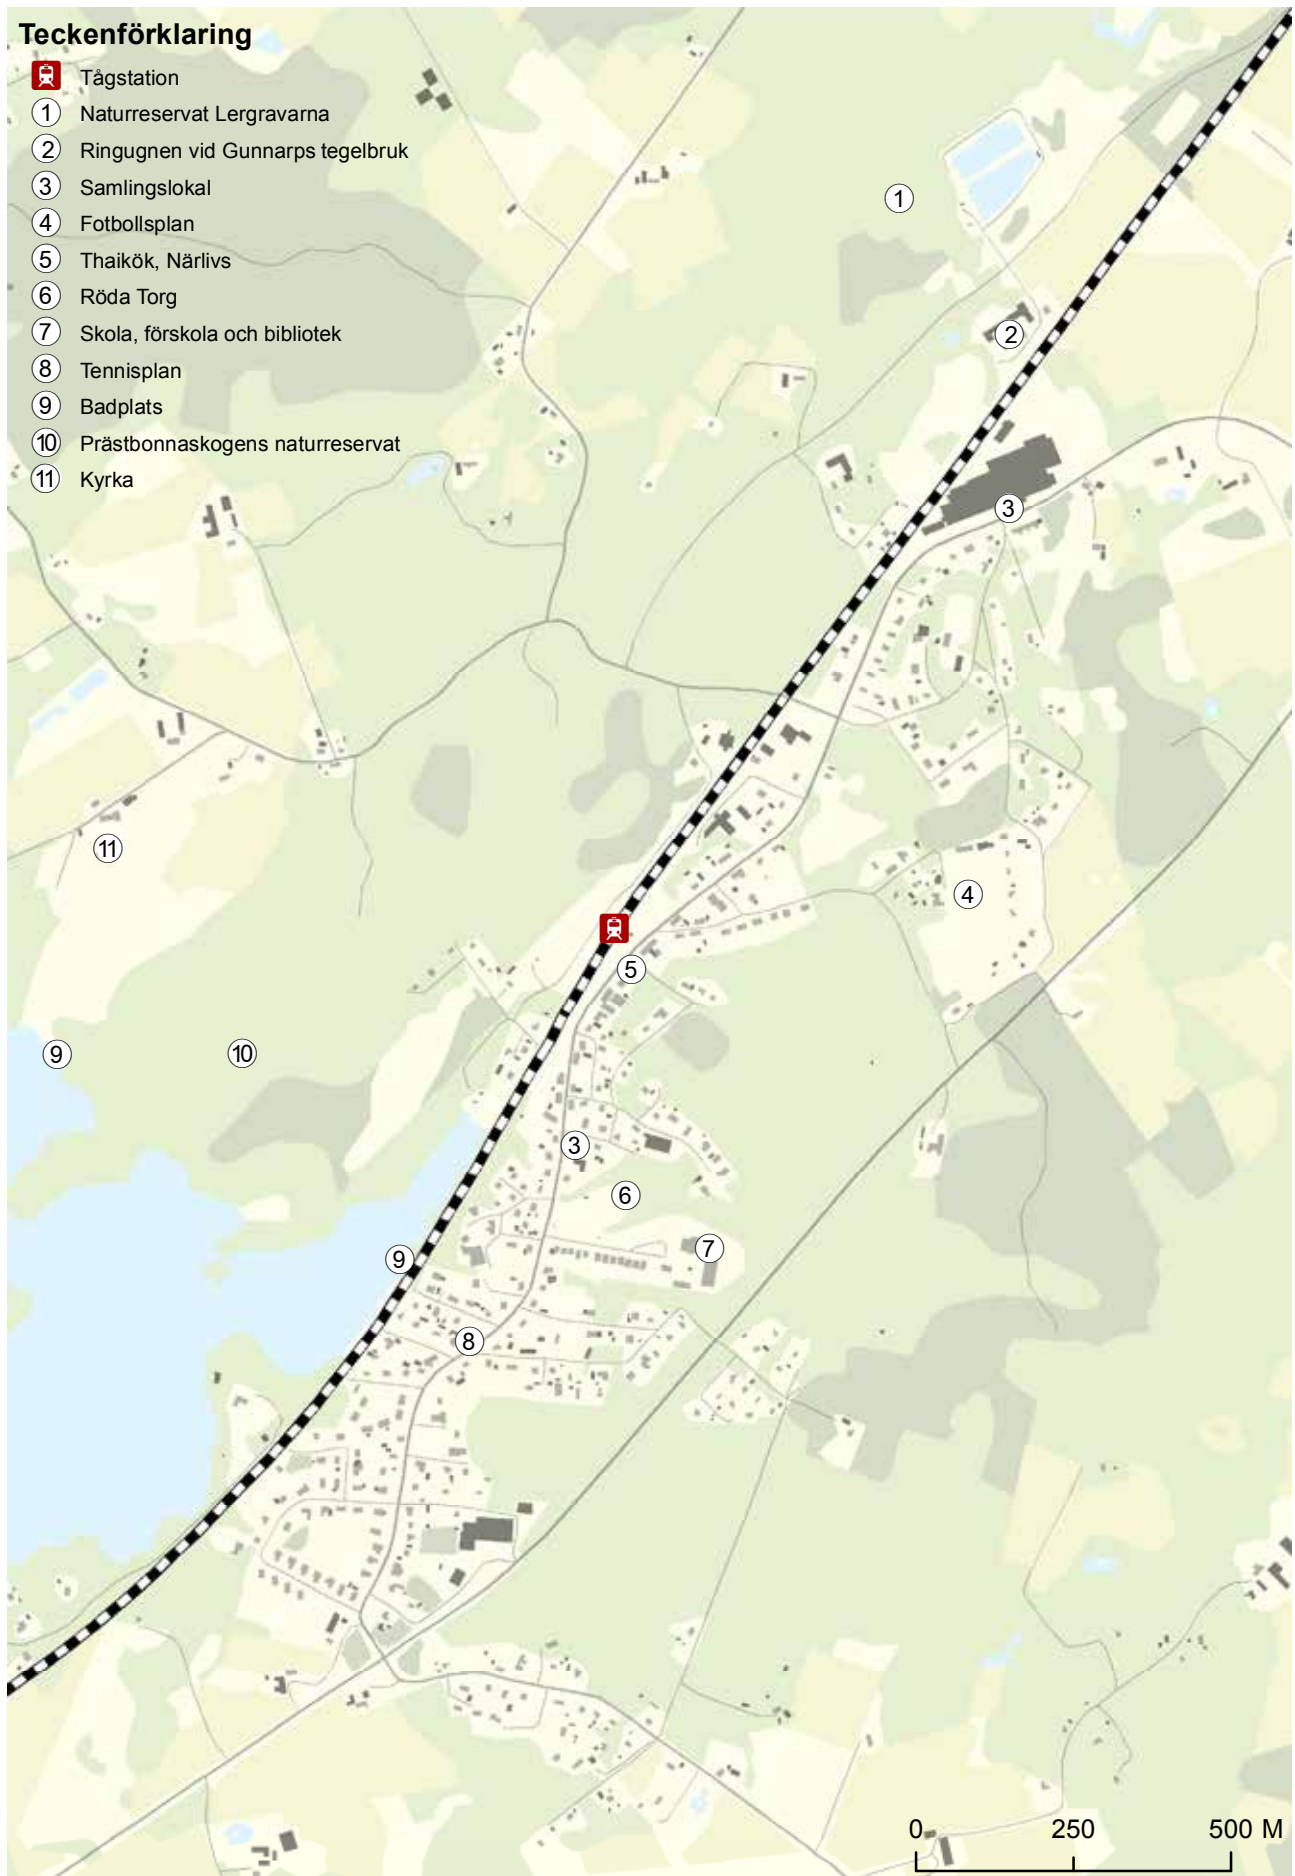 Teckenförklaring
Tågstation
1 Naturreservat Lergravarna
2 Ringugnen vid Gunnarps tegelbruk
3 Samlingslokal
4 Fotbollsplan
5 Thaikök, Närlivs
6 Röda Torg
7 Skola, förskola och bibliotek
8 Tennisplan
9 Badplats
10 Prästbonnaskogens naturreservat
11 Kyrka
1
2
3
11
4
5
9
10
3
6
7
9
8
0 250 500 M